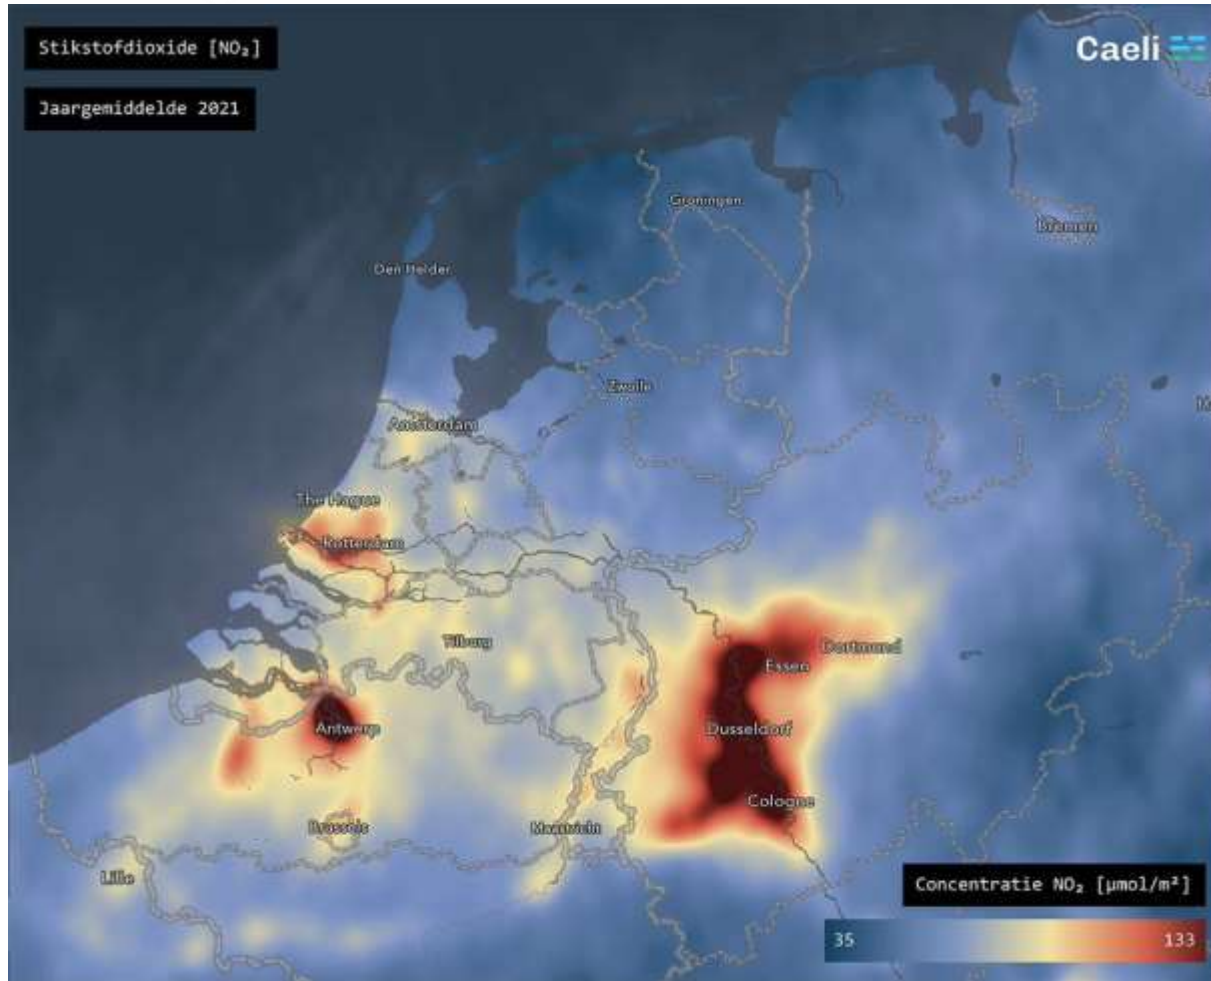 Stikstofdioxide [NO₂]
Caeli
Jaargemiddelde 2021
Groningen
Bremen
Den Helder
Zwolle
Amsterdam
The Hague
Rotterdam
Tilburg
Dortmund
Essen
Antwerp
Dusseldorf
Cologne
Brussels
Maastricht
Lille
Concentratie NO₂ [µmol/m²]
35
133